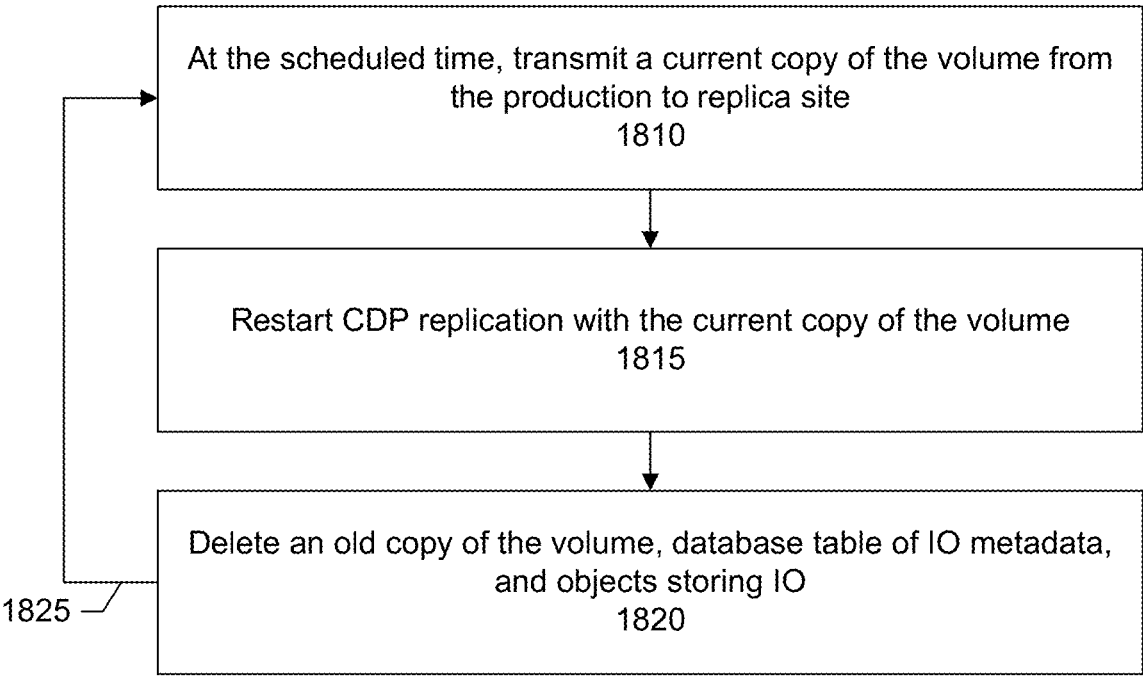 At the scheduled time, transmit a current copy of the volume from
the production to replica site
1810
Restart CDP replication with the current copy of the volume
1815
Delete an old copy of the volume, database table of IO metadata,
and objects storing IO
1820
1825